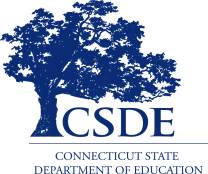 CSDE
CONNECTICUT STATE
DEPARTMENT OF EDUCATION